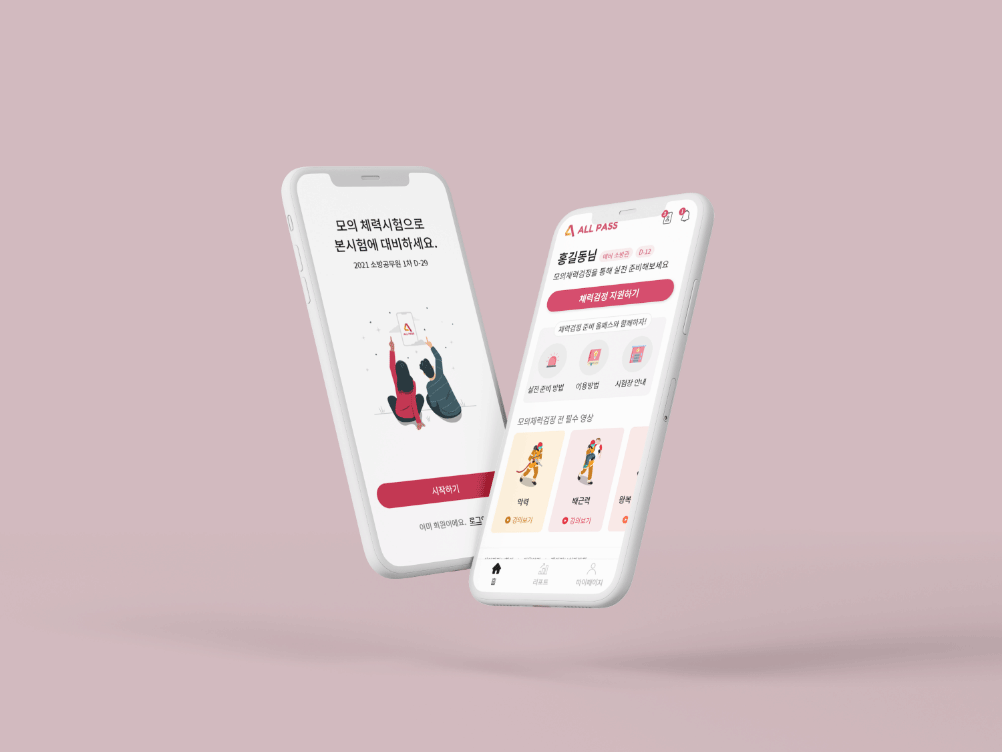 모의 체력시험으로
본시험에 대비하세요.
2021 소방공무원 1차 D-29
ALL PASS
시작하기
이미 회원이에요. 로그
2
1
ALL PASS
홍길동님 예비 소방관 D-12
모의체력검정을 통해 실전 준비해보세요
체력검정 지원하기
체력검정 준비 올패스와 함께하자!
실전 준비 방법 이용방법 시험장 안내
모의체력검정 전 필수 영상
악력 배근력 왕복
강의보기 강의보기
홈 리포트 마이페이지